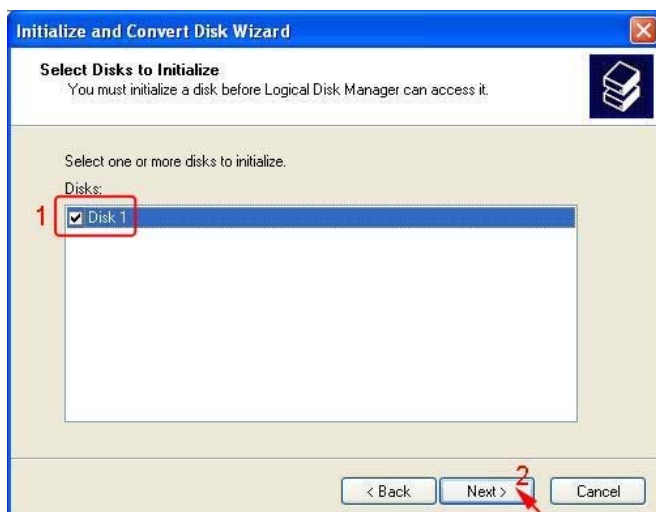 Initialize and Convert Disk Wizard
Select Disks to Initialize
You must initialize a disk before Logical Disk Manager can access it.
Select one or more disks to initialize.
Disks:
1
Disk 1
2
< Back
Next >
Cancel